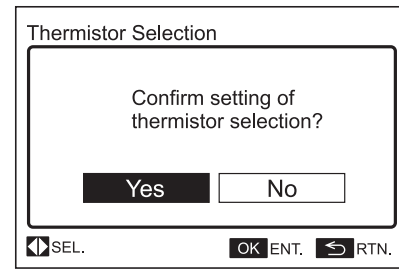 Thermistor Selection
Confirm setting of
thermistor selection?
Yes No
SEL. OK ENT. RTN.